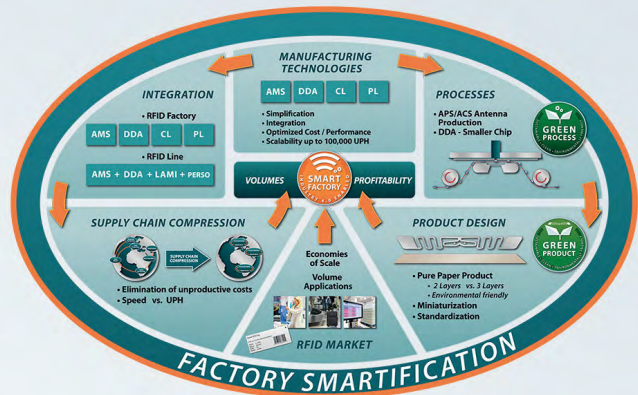 MANUFACTURING
TECHNOLOGIES
AMS DDA CL PL
• Simplification
• Integration
• Optimized Cost / Performance
• Scalability up to 100,000 UPH
INTEGRATION
• RFID Factory
AMS DDA CL PL
• RFID Line
AMS + DDA + LAMI + PERSO
PROCESSES
• APS/ACS Antenna
Production
• DDA - Smaller Chip
GREEN
PROCESS
VOLUMES
SMART
FACTORY
INDUSTRY 4.0 ENABLED
PROFITABILITY
SUPPLY CHAIN COMPRESSION
SUPPLY CHAIN
COMPRESSION
• Elimination of unproductive costs
• Speed vs. UPH
Economies
of Scale
Volume
Applications
RFID MARKET
PRODUCT DESIGN
GREEN
PRODUCT
• Pure Paper Product
• 2 Layers vs. 3 Layers
• Environmental friendly
• Miniaturization
• Standardization
FACTORY SMARTIFICATION